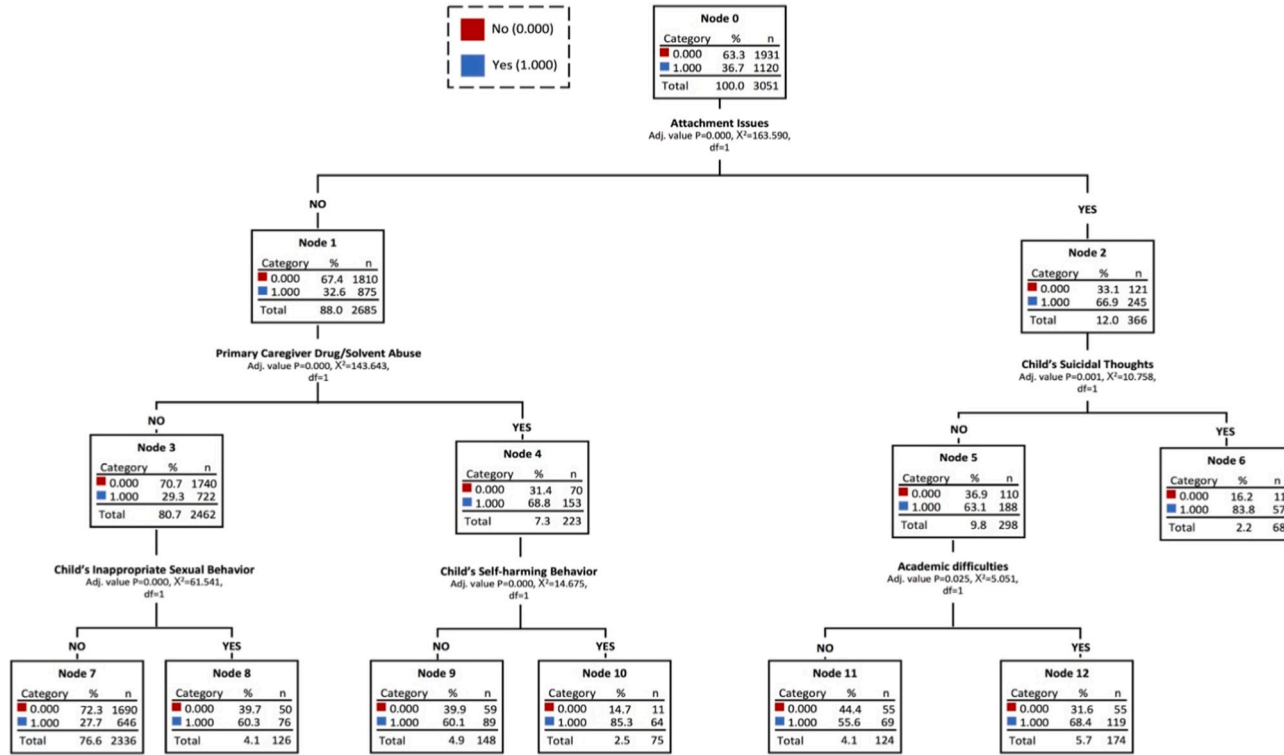 No (0.000)
Yes (1.000)
Node 0
Category % n
0.000 63.3 1931
1.000 36.7 1120
Total 100.0 3051
Attachment Issues
Adj. value P=0.000, X²=163.590,
df=1
NO
YES
Node 1
Category % n
0.000 67.4 1810
1.000 32.6 875
Total 88.0 2685
Node 2
Category % n
0.000 33.1 121
1.000 66.9 245
Total 12.0 366
Primary Caregiver Drug/Solvent Abuse
Adj. value P=0.000, X²=143.643,
df=1
Child's Suicidal Thoughts
Adj. value P=0.001, X²=10.758,
df=1
NO
YES
NO
YES
Node 3
Category % n
0.000 70.7 1740
1.000 29.3 722
Total 80.7 2462
Node 4
Category % n
0.000 31.4 70
1.000 68.8 153
Total 7.3 223
Node 5
Category % n
0.000 36.9 110
1.000 63.1 188
Total 9.8 298
Node 6
Category % n
0.000 16.2 11
1.000 83.8 57
Total 2.2 68
Child's Inappropriate Sexual Behavior
Adj. value P=0.000, X²=61.541,
df=1
Child's Self-harming Behavior
Adj. value P=0.000, X²=14.675,
df=1
Academic difficulties
Adj. value P=0.025, X²=5.051,
df=1
NO
YES
NO
YES
NO
YES
Node 7
Category % n
0.000 72.3 1690
1.000 27.7 646
Total 76.6 2336
Node 8
Category % n
0.000 39.7 50
1.000 60.3 76
Total 4.1 126
Node 9
Category % n
0.000 39.9 59
1.000 60.1 89
Total 4.9 148
Node 10
Category % n
0.000 14.7 11
1.000 85.3 64
Total 2.5 75
Node 11
Category % n
0.000 44.4 55
1.000 55.6 69
Total 4.1 124
Node 12
Category % n
0.000 31.6 55
1.000 68.4 119
Total 5.7 174